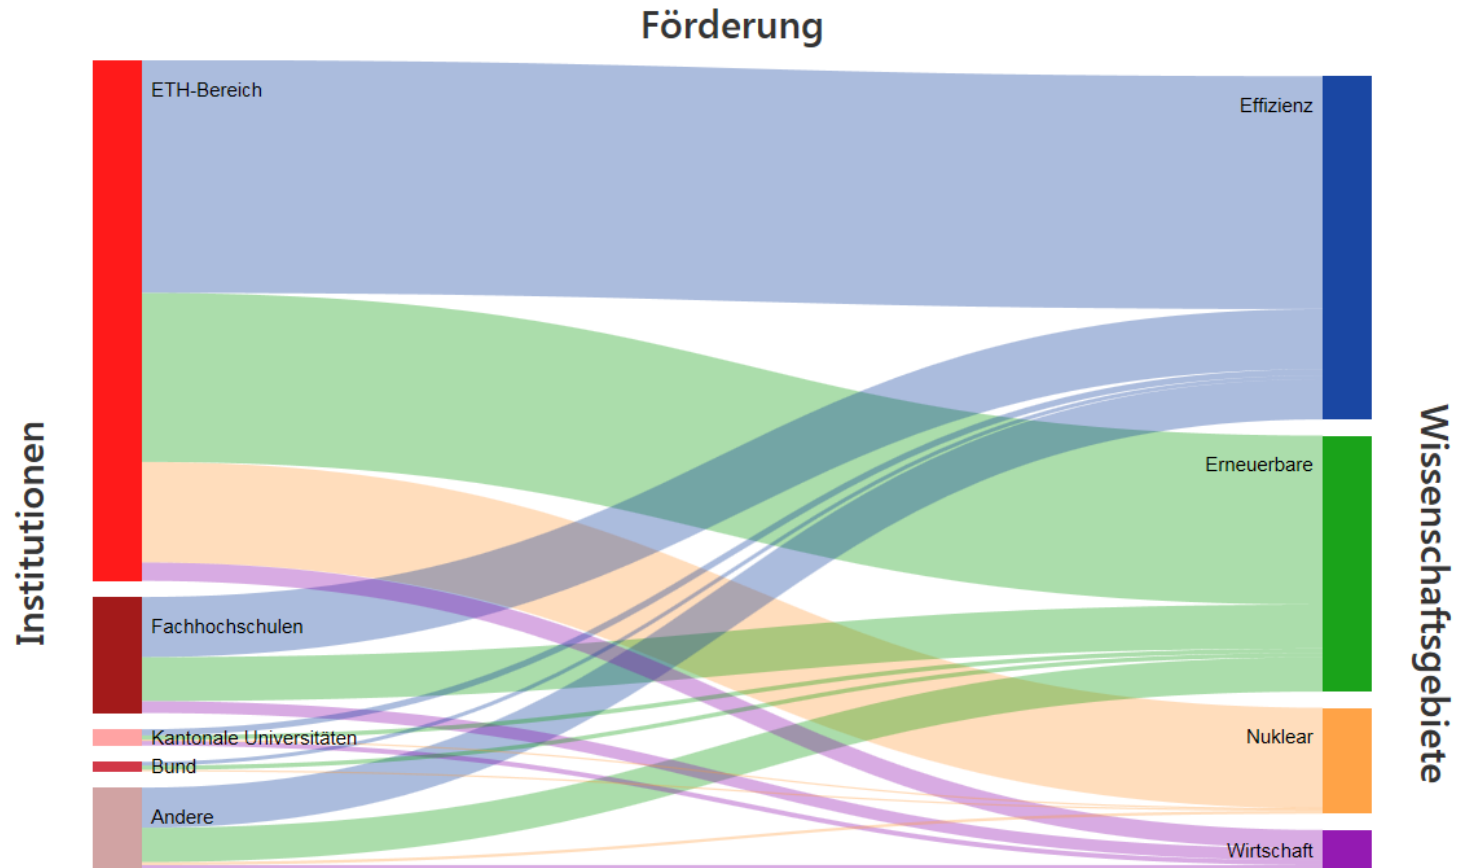 Förderung
Institutionen
ETH-Bereich
Fachhochschulen
Kantonale Universitäten
Bund
Andere
Effizienz
Erneuerbare
Nuklear
Wirtschaft
Wissenschaftsgebiete